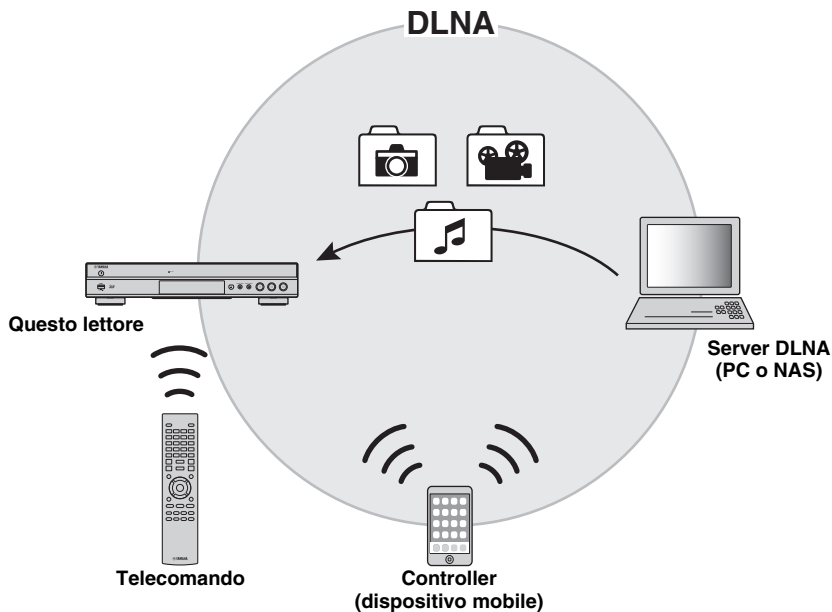 DLNA
Questo lettore
Server DLNA
(PC o NAS)
Telecomando
Controller
(dispositivo mobile)